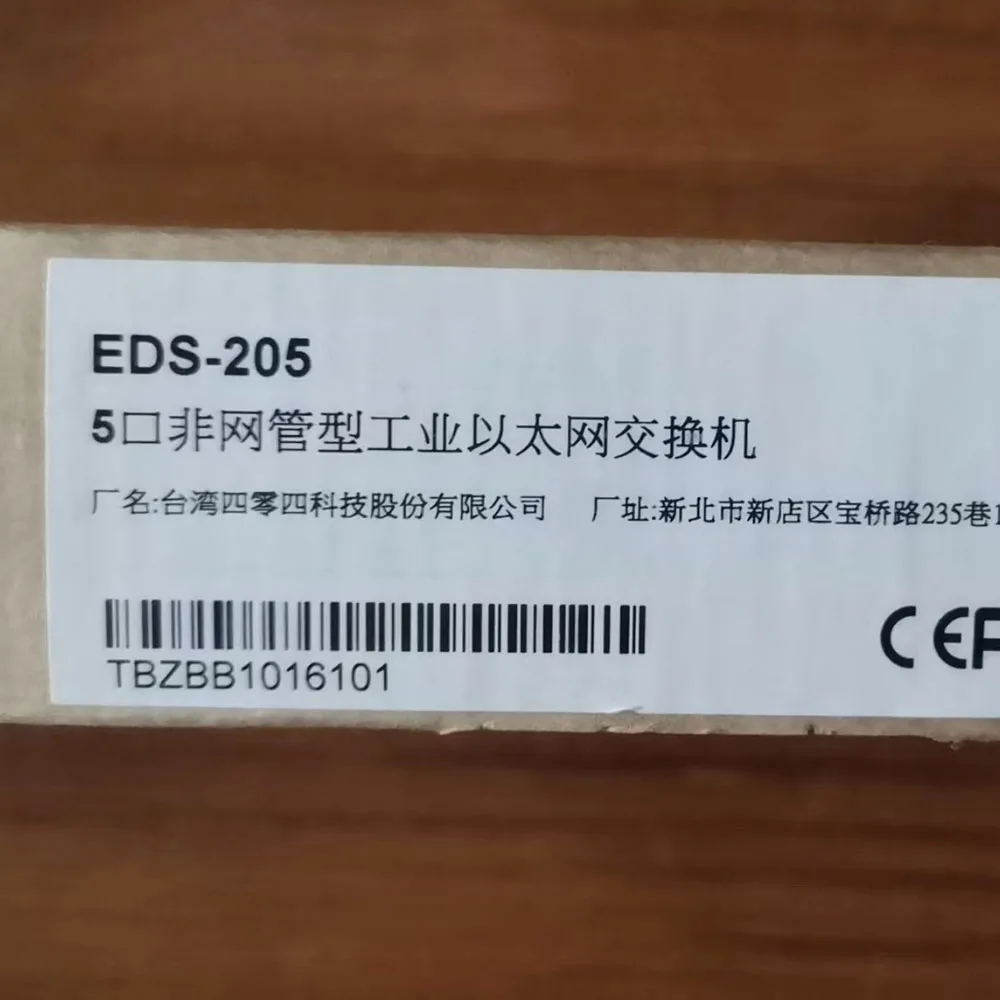 EDS-205
5口非网管型工业以太网交换机
厂名:台湾四零四科技股份有限公司 厂址:新北市新店区宝桥路235巷1
TBZBB1016101
CE